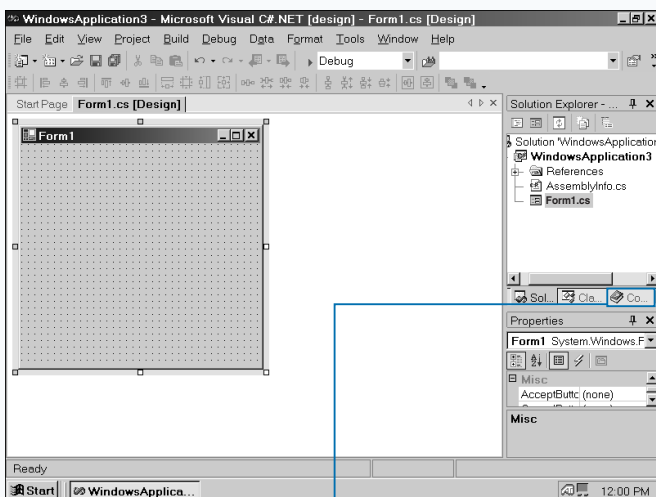 WindowsApplication3 - Microsoft Visual C#.NET [design] - Form1.cs [Design]
File Edit View Project Build Debug Data Format Tools Window Help
Debug
Start Page Form1.cs [Design]
Solution Explorer - ...
Form1
Solution 'WindowsApplication
WindowsApplication3
References
AssemblyInfo.cs
Form1.cs
Sol... Cla... Co...
Properties
Form1 System.Windows.F
Misc
AcceptButtc (none)
Misc
Ready
Start WindowsApplica... 12:00 PM